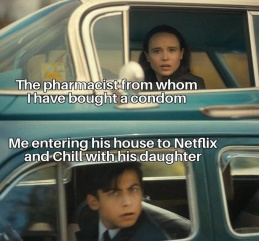 The pharmacist from whom
I have bought a condom
Me entering his house to Netflix
and Chill with his daughter